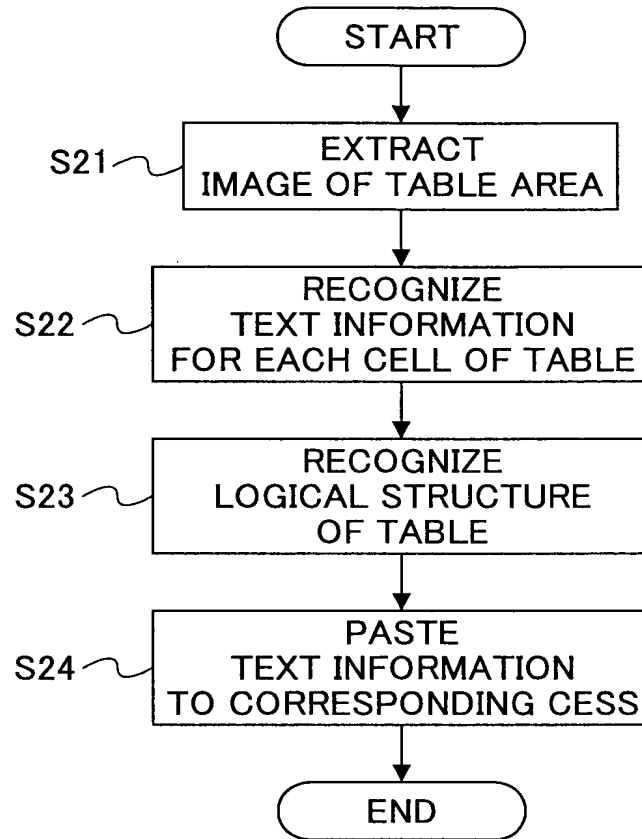 START
S21
EXTRACT
IMAGE OF TABLE AREA
S22
RECOGNIZE
TEXT INFORMATION
FOR EACH CELL OF TABLE
S23
RECOGNIZE
LOGICAL STRUCTURE
OF TABLE
S24
PASTE
TEXT INFORMATION
TO CORRESPONDING CESS
END